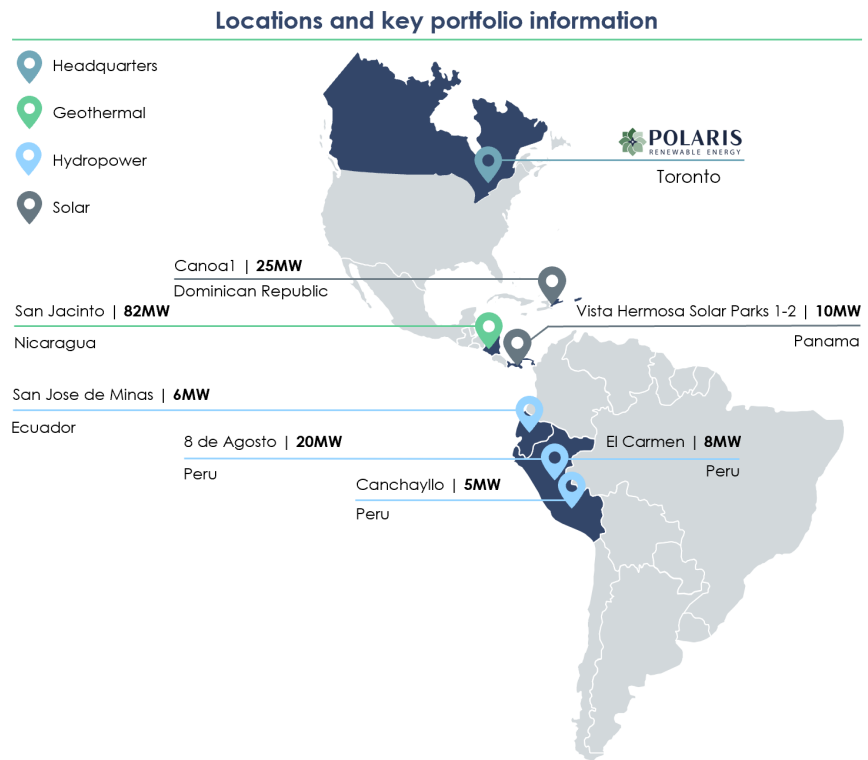 Locations and key portfolio information
Headquarters
Geothermal
Hydropower
Solar
POLARIS
RENEWABLE ENERGY
Toronto
Canoa1 | 25MW
Dominican Republic
San Jacinto | 82MW
Nicaragua
Vista Hermosa Solar Parks 1-2 | 10MW
Panama
San Jose de Minas | 6MW
Ecuador
8 de Agosto | 20MW
Peru
El Carmen | 8MW
Peru
Canchayllo | 5MW
Peru